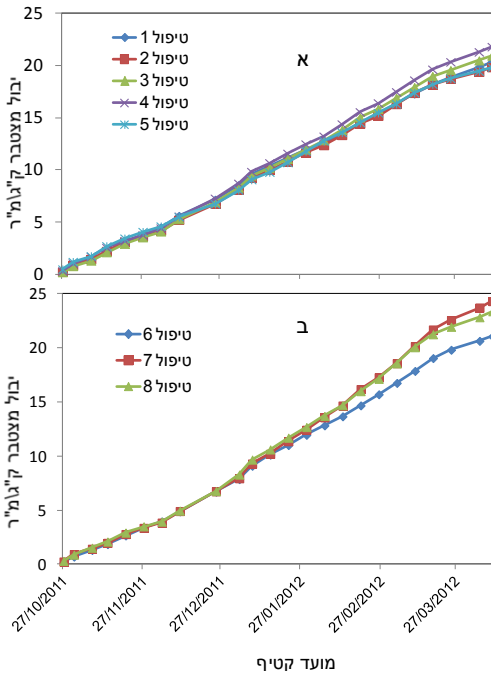 25
20
15
10
5
0
יבול מצטבר ק"ג\מ"ר
א
טיפול 1
טיפול 2
טיפול 3
טיפול 4
טיפול 5
25
20
15
10
5
0
יבול מצטבר ק"ג\מ"ר
ב
טיפול 6
טיפול 7
טיפול 8
27/10/2011
27/11/2011
27/12/2011
27/01/2012
27/02/2012
27/03/2012
מועד קטיף